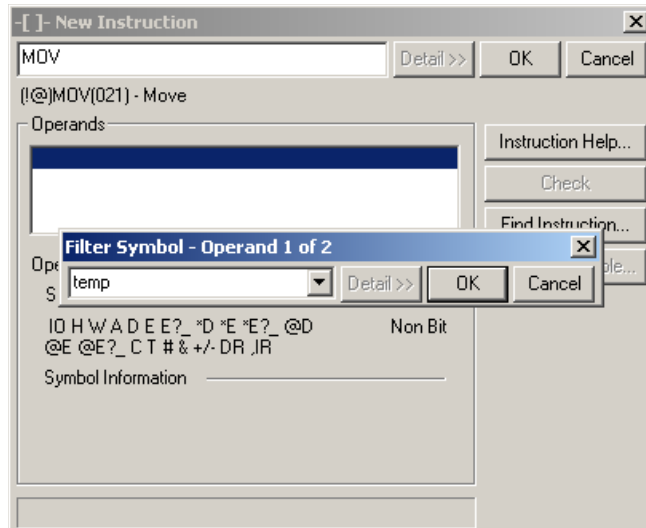 -[ ]- New Instruction
MOV
Detail >>
OK
Cancel
(!@)MOV(021) - Move
Operands
Instruction Help...
Check
Find Instruction...
Filter Symbol - Operand 1 of 2
temp
Detail >>
OK
Cancel
IO H W A D E E?_ *D *E *E?_ @D
@E @E?_ C T # & +/- DR ,IR
Non Bit
Symbol Information